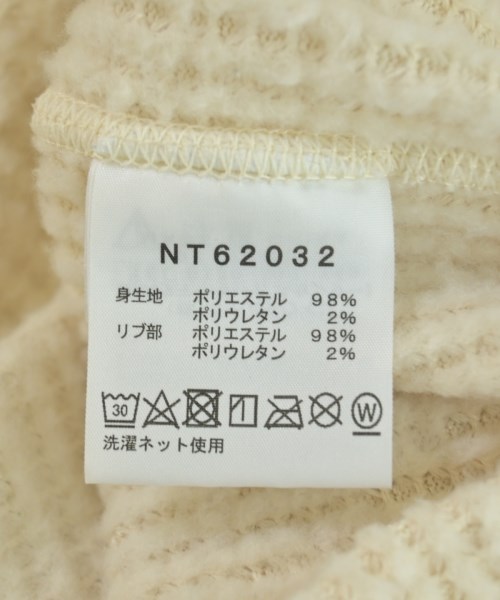 NT62032
身生地 ポリエステル 98%
ポリウレタン 2%
リブ部 ポリエステル 98%
ポリウレタン 2%
30 W
洗濯ネット使用